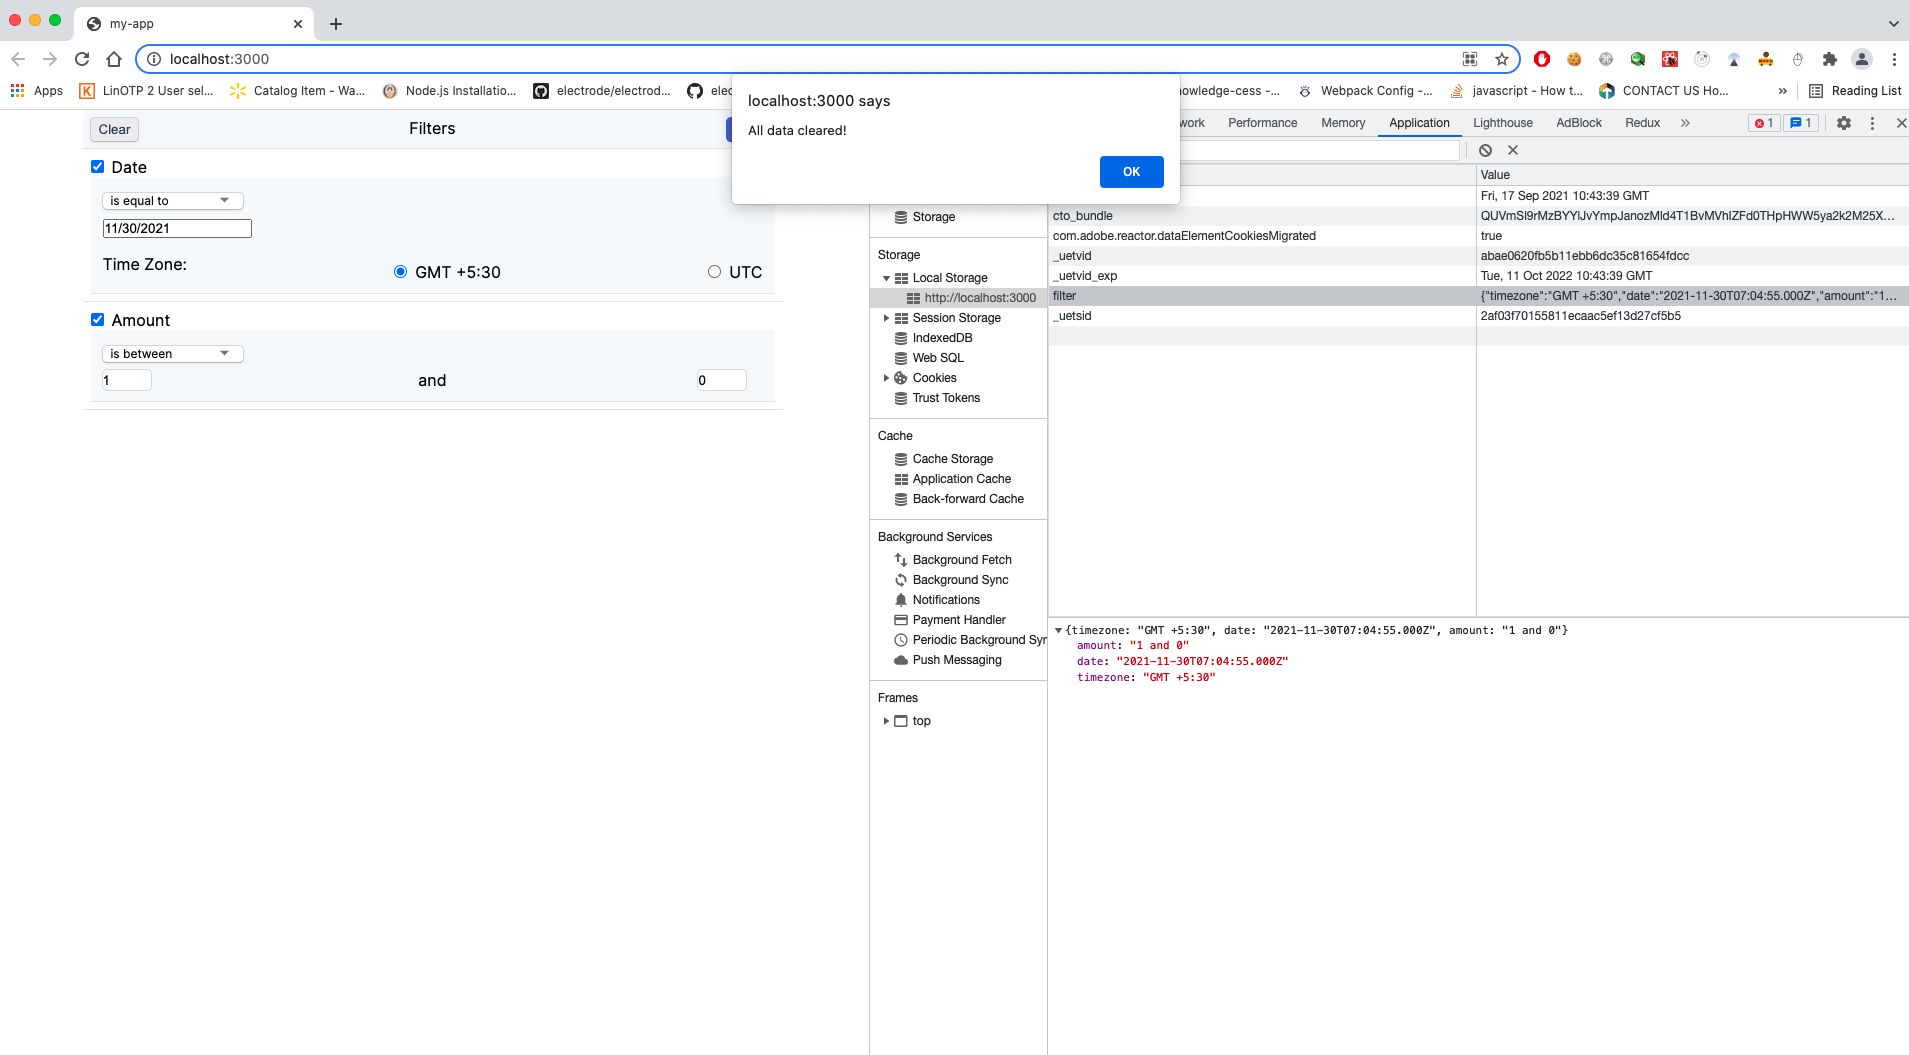 my-app
localhost:3000
Apps
LinOTP 2 User sel...
Catalog Item - Wa...
Node.js Installatio...
electrode/electrod...
elec
nowledge-cess -...
Webpack Config -...
javascript - How t...
CONTACT US Ho...
»
Reading List
localhost:3000 says
All data cleared!
OK
Clear
Filters
Date
is equal to
11/30/2021
Time Zone:
GMT +5:30
UTC
Amount
is between
1
and
0
work
Performance
Memory
Application
Lighthouse
AdBlock
Redux
»
1
1
Storage
Storage
Local Storage
http://localhost:3000
Session Storage
IndexedDB
Web SQL
Cookies
Trust Tokens
Cache
Cache Storage
Application Cache
Back-forward Cache
Background Services
Background Fetch
Background Sync
Notifications
Payment Handler
Periodic Background Syn
Push Messaging
Frames
top
Value
Fri, 17 Sep 2021 10:43:39 GMT
cto_bundle
QUVmSl9rMzBYYlJvYmpJanozMld4T1BvMVhlZFd0THpHWW5ya2k2M25X...
com.adobe.reactor.dataElementCookiesMigrated
true
_uetvid
abae0620fb5b11ebb6dc35c81654fdcc
_uetvid_exp
Tue, 11 Oct 2022 10:43:39 GMT
filter
{"timezone":"GMT +5:30","date":"2021-11-30T07:04:55.000Z","amount":"1...
_uetsid
2af03f70155811ecaac5ef13d27cf5b5
{timezone: "GMT +5:30", date: "2021-11-30T07:04:55.000Z", amount: "1 and 0"}
amount: "1 and 0"
date: "2021-11-30T07:04:55.000Z"
timezone: "GMT +5:30"